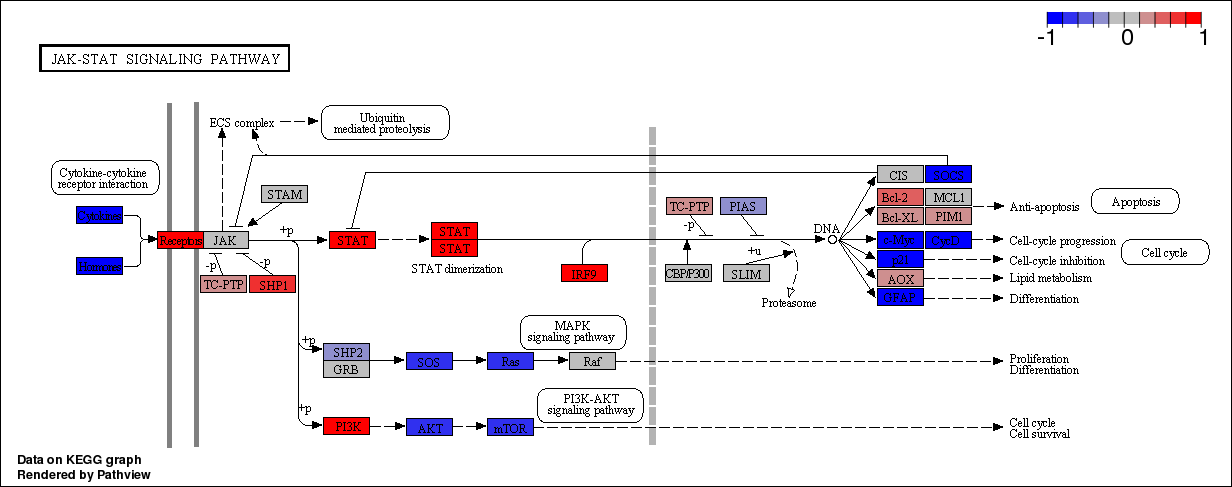 -1 0 1
JAK-STAT SIGNALING PATHWAY
ECS complex
Ubiquitin
mediated proteolysis
Cytokine-cytokine
receptor interaction
STAM
Cytokines
Hormones
Receptors
JAK
+p
STAT
STAT
STAT
STAT dimerization
-p
-p
TC-PTP
SHP1
IRF9
TC-PTP
PIAS
-p
+u
CBP/P300
SLIM
Proteasome
DNA
CIS
SOCS
Bcl-2
MCL1
Bcl-XL
PIM1
c-Myc
CycD
p21
AOX
GFAP
Anti-apoptosis
Apoptosis
Cell-cycle progression
Cell-cycle inhibition
Cell cycle
Lipid metabolism
Differentiation
+p
SHP2
GRB
SOS
Ras
Raf
MAPK
signaling pathway
Proliferation
Differentiation
+p
PI3K
AKT
mTOR
PI3K-AKT
signaling pathway
Cell cycle
Cell survival
Data on KEGG graph
Rendered by Pathview